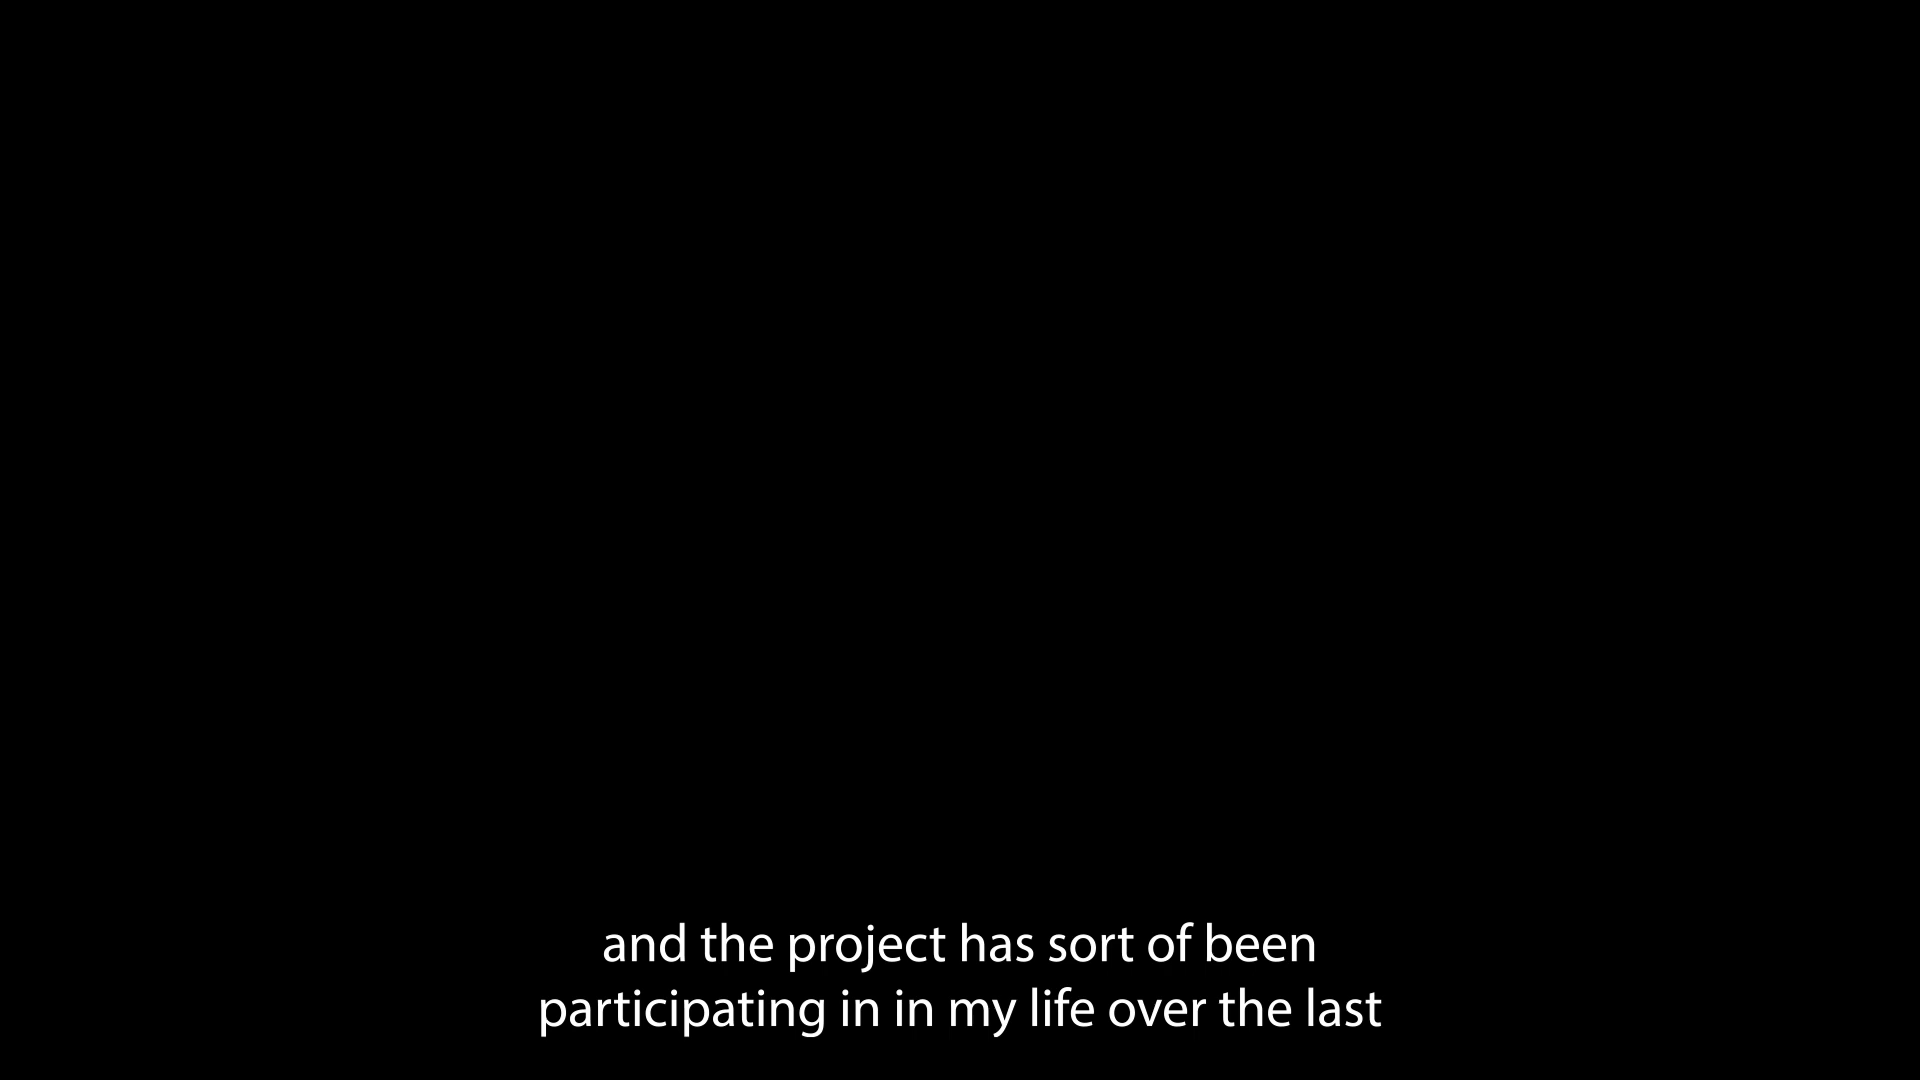 and the project has sort of been
participating in in my life over the last